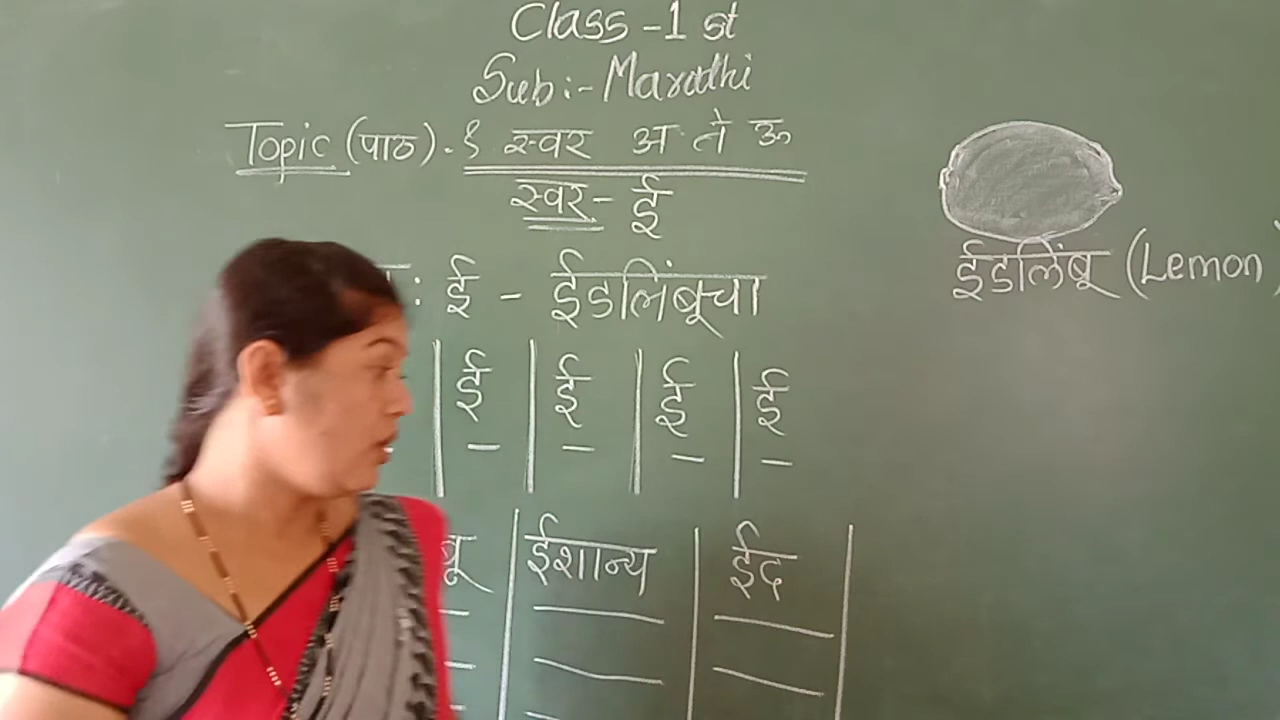 Class -1 st
Sub:- Marathi
Topic (पाठ).१ स्वर अ ते ऊ
स्वर- ई
: ई - ईडलिंबूचा
ईडलिंबू (Lemon)
ई ई ई ई
बू ईशान्य ईद